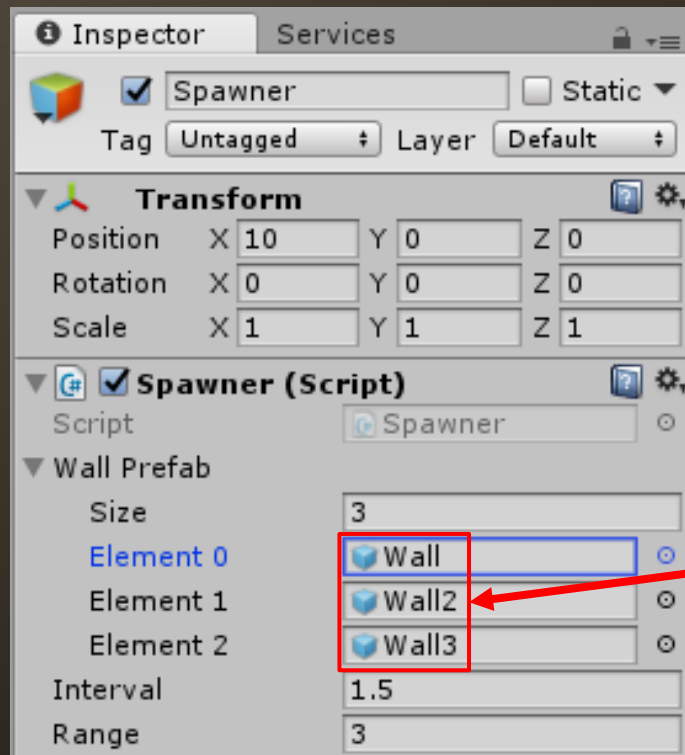 Inspector Services
Spawner Static
Tag Untagged Layer Default
Transform
Position X 10 Y 0 Z 0
Rotation X 0 Y 0 Z 0
Scale X 1 Y 1 Z 1
Spawner (Script)
Script Spawner
Wall Prefab
Size 3
Element 0 Wall
Element 1 Wall2
Element 2 Wall3
Interval 1.5
Range 3